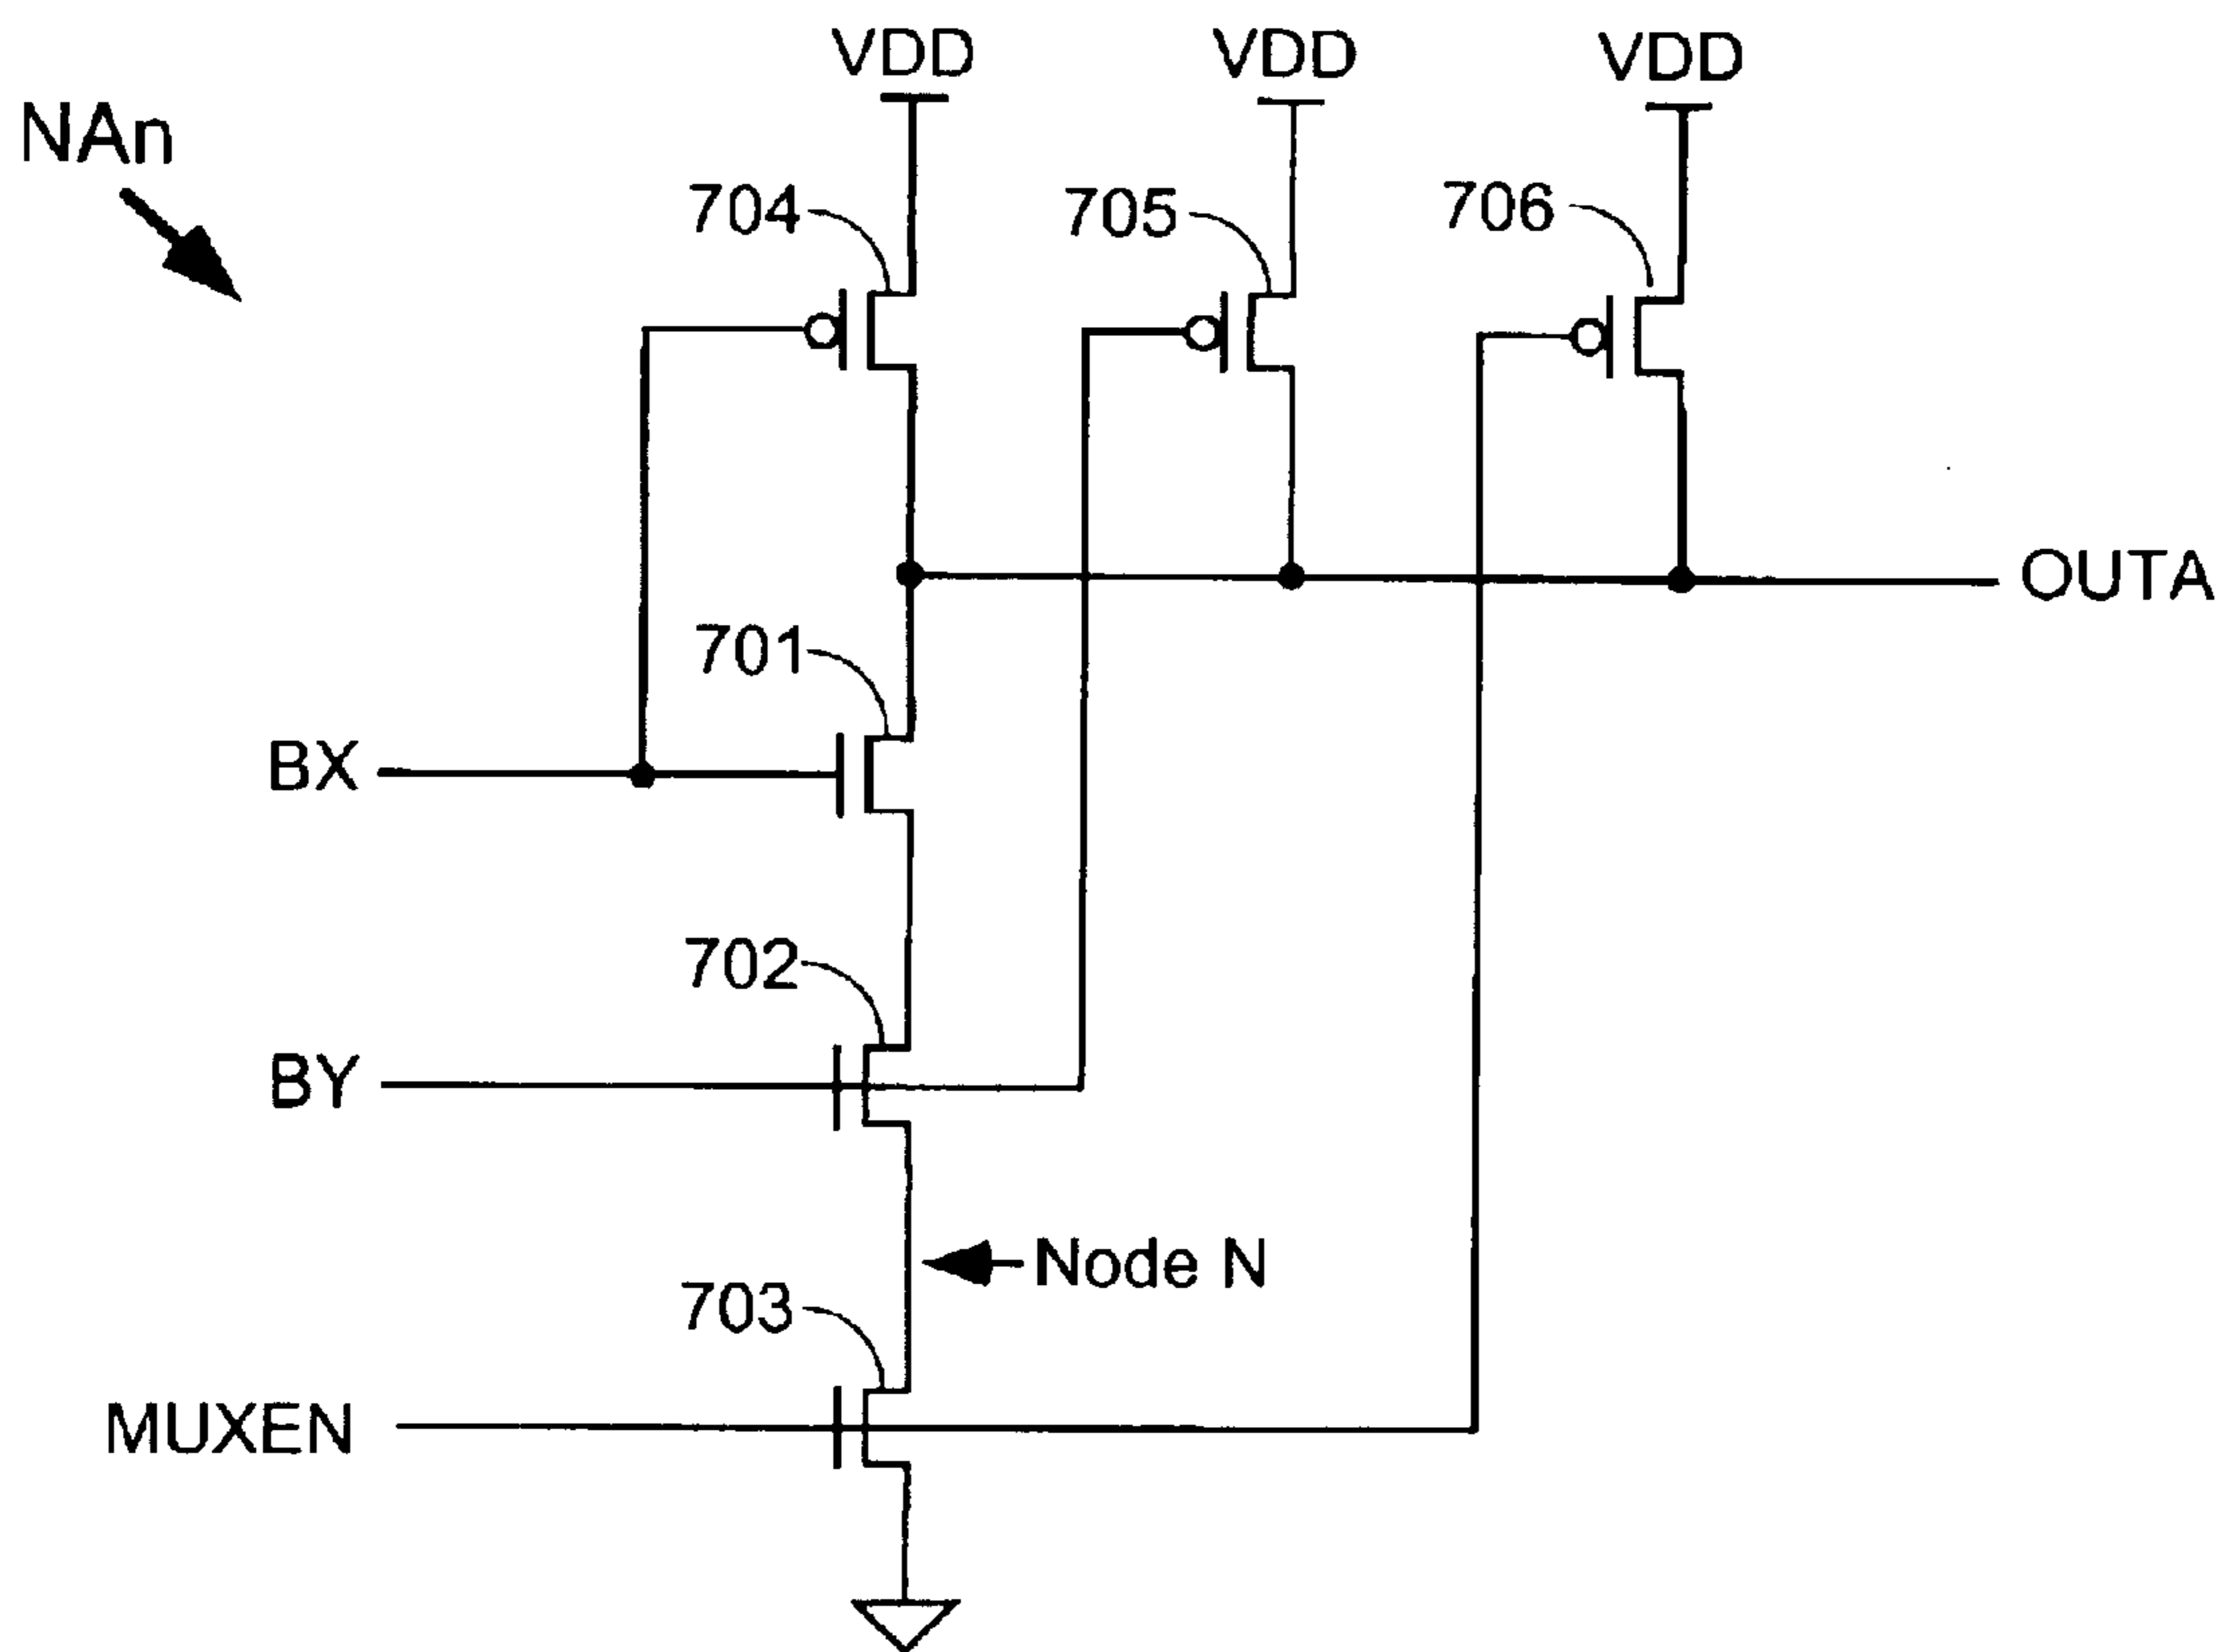 VDD
VDD
VDD
NAn
704
705
706
OUTA
701
BX
702
BY
Node N
703
MUXEN